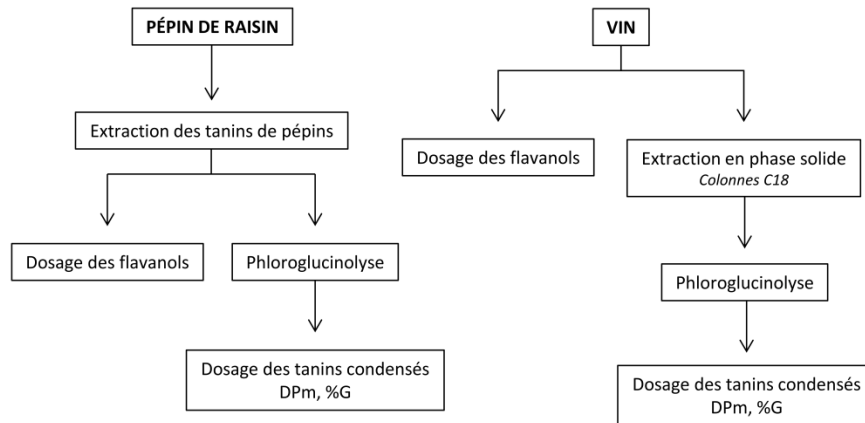 PÉPIN DE RAISIN
Extraction des tanins de pépins
Dosage des flavanols
Phloroglucinolyse
Dosage des tanins condensés
DPm, %G
VIN
Dosage des flavanols
Extraction en phase solide
Colonnes C18
Phloroglucinolyse
Dosage des tanins condensés
DPm, %G